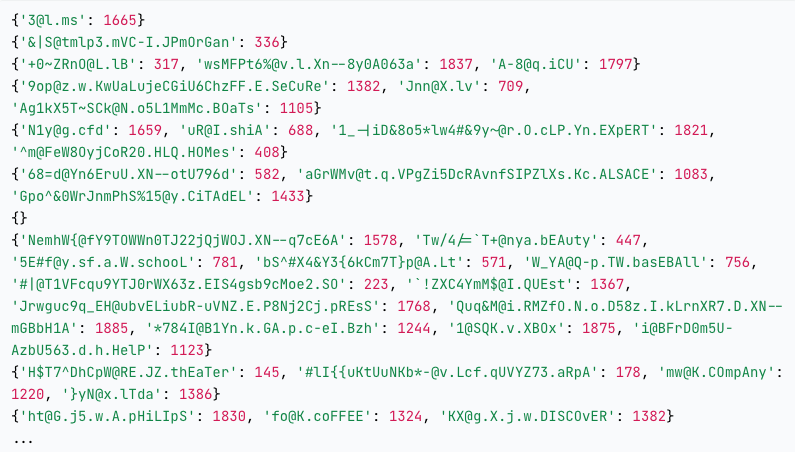 {'3@l.ms': 1665}
{'&|S@tmlp3.mVC-I.JPmOrGan': 336}
{'+0~ZRnO@L.lB': 317, 'wsMFPt6%@v.l.Xn--8y0A063a': 1837, 'A-8@q.iCU': 1797}
{'9op@z.w.KwUaLujeCGiU6ChzFF.E.SeCuRe': 1382, 'Jnn@X.lv': 709,
'Ag1kX5T~SCk@N.o5L1MmMc.BOaTs': 1105}
{'N1y@g.cfd': 1659, 'uR@I.shiA': 688, '1_-|iD&8o5*lw4#&9y~@r.O.cLP.Yn.EXpERT': 1821,
'^m@FeW8OyjCoR20.HLQ.HOMes': 408}
{'68=d@Yn6EruU.XN--otU796d': 582, 'aGrWMv@t.q.VPgZi5DcRAvnfSIPZlXs.Kc.ALSACE': 1083,
'Gpo^&0WrJnmPhS%15@y.CiTAdEL': 1433}
{}
{'NemhW{@fY9TOWWn0TJ22jQjWOJ.XN--q7cE6A': 1578, 'Tw/4/=`T+@nya.bEAuty': 447,
'5E#f@y.sf.a.W.schooL': 781, 'bS^#X4&Y3{6kCm7T}p@A.Lt': 571, 'W_YA@Q-p.TW.basEBAll': 756,
'#|@T1VFcqu9YTJ0rWX63z.EIS4gsb9cMoe2.SO': 223, '`!ZXC4YmM$@I.QUEst': 1367,
'Jrwguc9q_EH@ubvELiubR-uVNZ.E.P8Nj2Cj.pREsS': 1768, 'Quq&M@i.RMZfO.N.o.D58z.I.kLrnXR7.D.XN--
mGBbH1A': 1885, '*784I@B1Yn.k.GA.p.c-eI.Bzh': 1244, '1@SQK.v.XBOx': 1875, 'i@BFrD0m5U-
AzbU563.d.h.HelP': 1123}
{'H$T7^DhCpW@RE.JZ.thEaTer': 145, '#lI{{uKtUuNKb*-@v.Lcf.qUVYZ73.aRpA': 178, 'mw@K.COmpAny':
1220, '}yN@x.lTda': 1386}
{'ht@G.j5.w.A.pHiLIpS': 1830, 'fo@K.coFFEE': 1324, 'KX@g.X.j.w.DISCOvER': 1382}
...